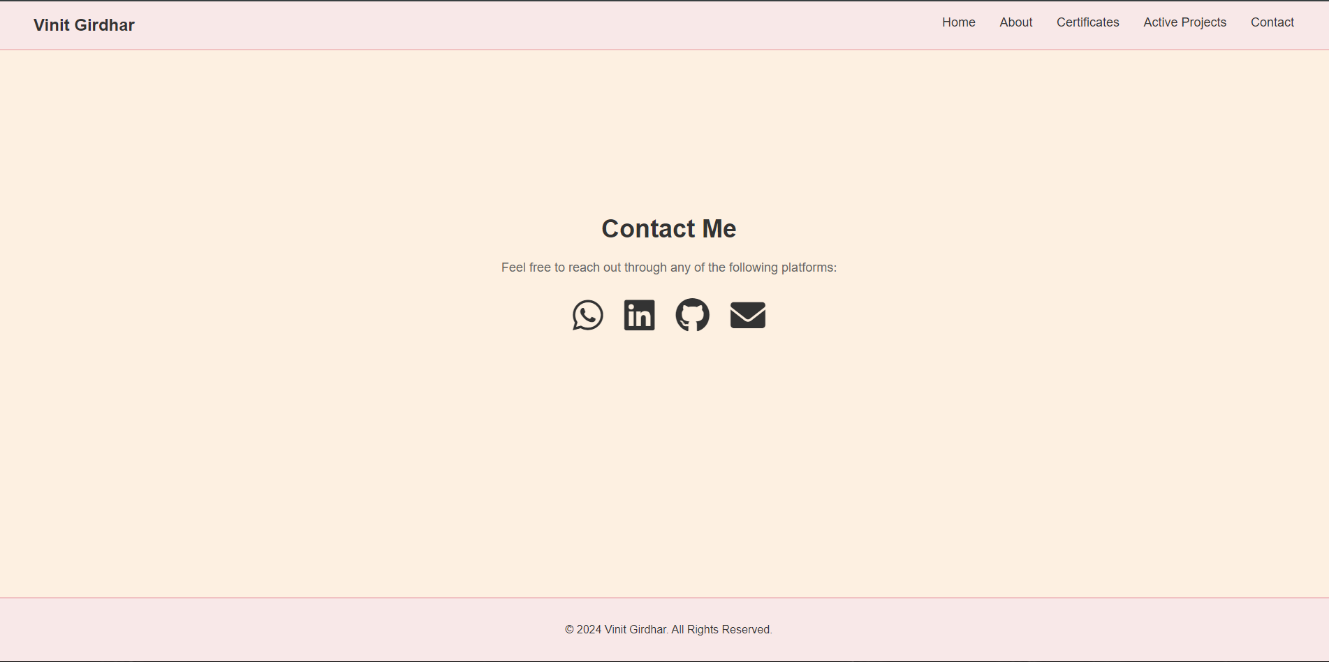 Vinit Girdhar
Home About Certificates Active Projects Contact
Contact Me
Feel free to reach out through any of the following platforms:
in
© 2024 Vinit Girdhar. All Rights Reserved.